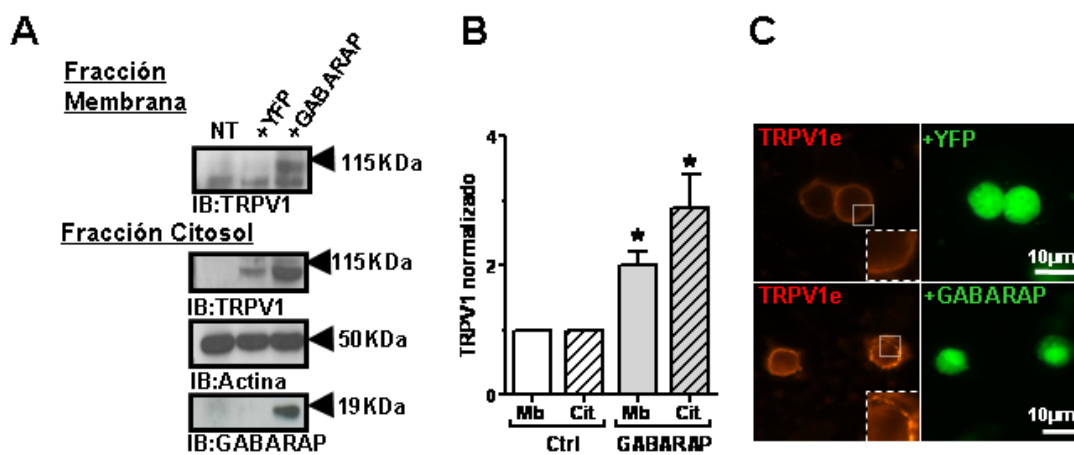 A
Fracción
Membrana
NT +YFP +GABARAP
115KDa
IB:TRPV1
Fracción Citosol
115KDa
IB:TRPV1
50KDa
IB:Actina
19KDa
IB:GABARAP
B
TRPV1 normalizado
4
2
0
* *
Mb Cit Mb Cit
Ctrl GABARAP
C
TRPV1e +YFP
10µm
TRPV1e +GABARAP
10µm